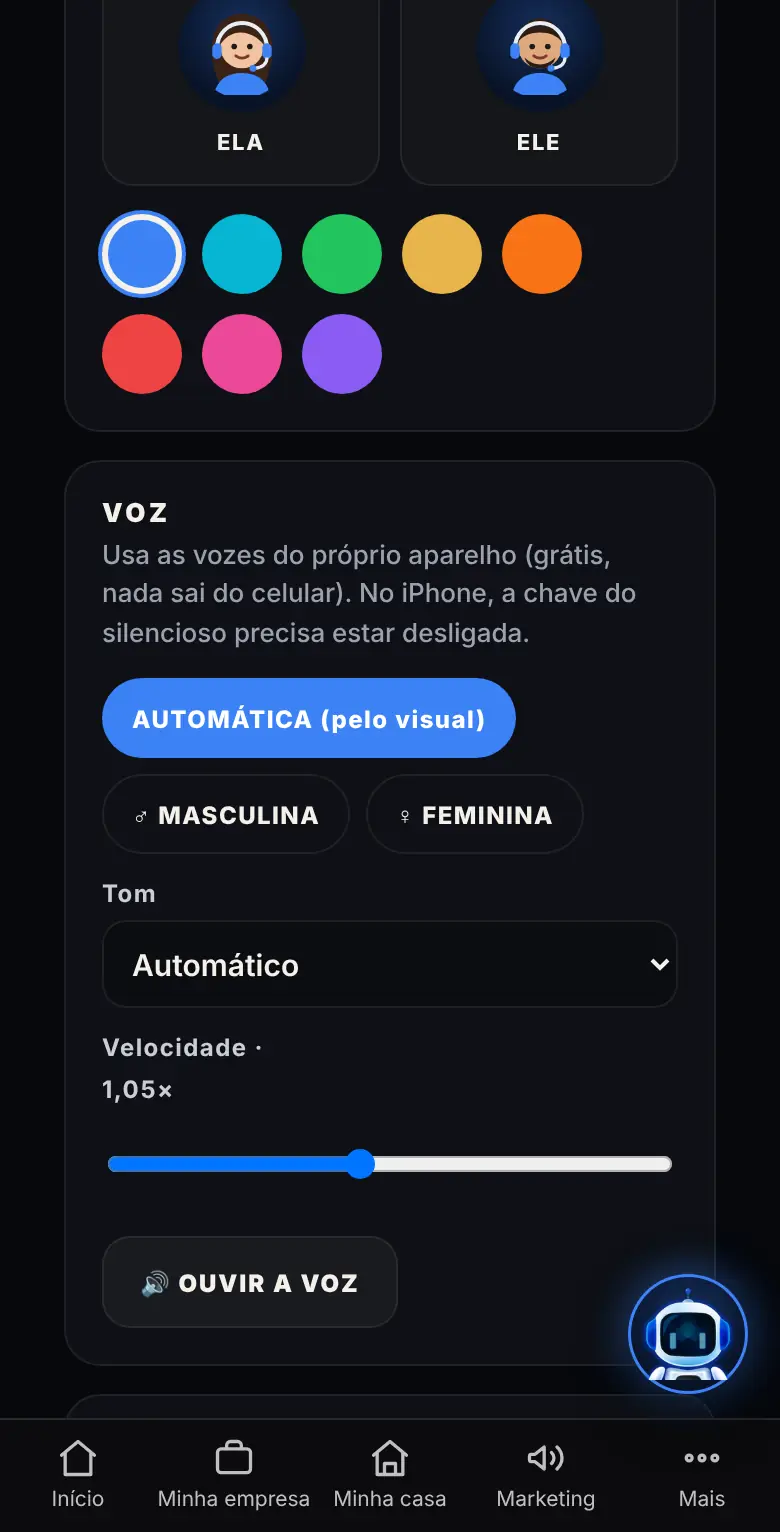 ELA
ELE
VOZ
Usa as vozes do próprio aparelho (grátis,
nada sai do celular). No iPhone, a chave do
silencioso precisa estar desligada.
AUTOMÁTICA (pelo visual)
♂ MASCULINA
♀ FEMININA
Tom
Automático
Velocidade ·
1,05×
🔊 OUVIR A VOZ
Início
Minha empresa
Minha casa
Marketing
Mais